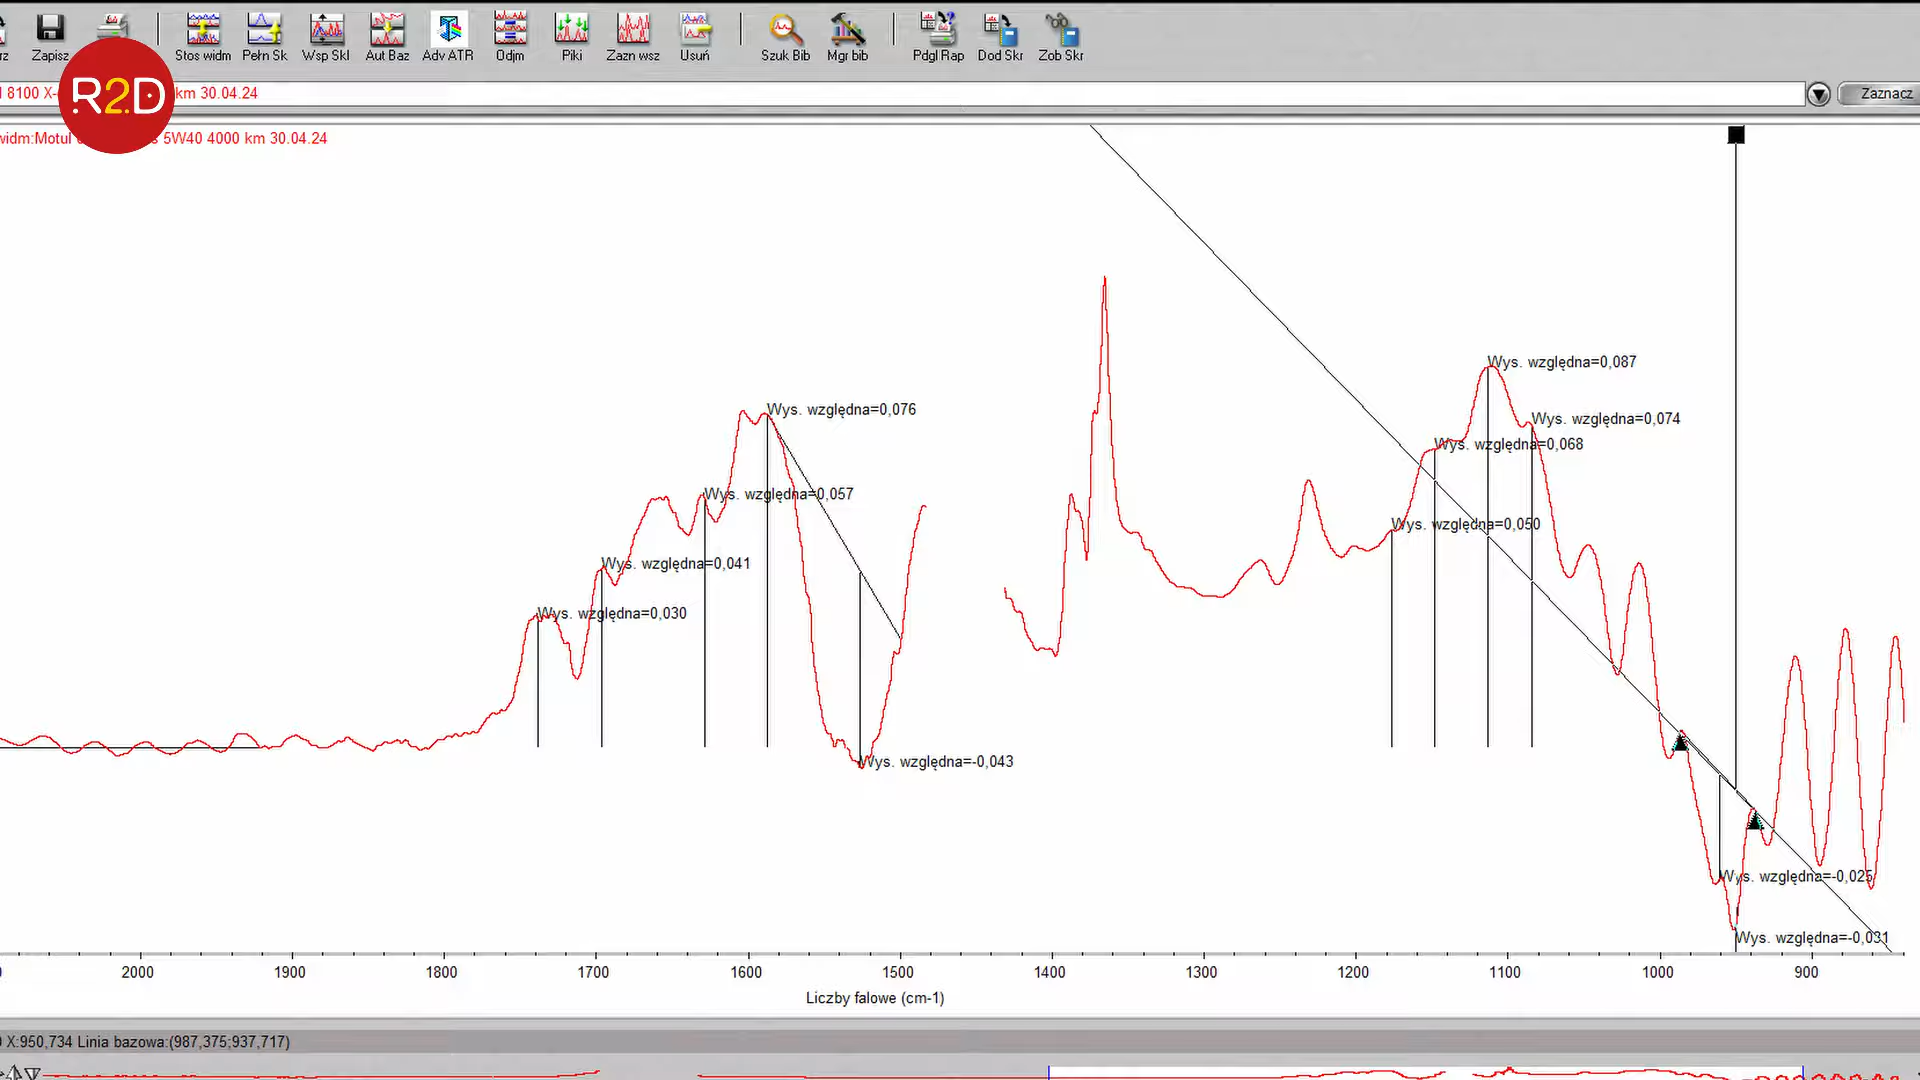 Zapisz Stos widm Pełn Sk Wsp Skl Aut Baz Adv ATR Odjm Piki Zazn wsz Usuń Szuk Bib Mgr bib Pdgl Rap Dod Skr Zob Skr
R2D
8100 X- km 30.04.24 Zaznacz
widm:Motul 5W40 4000 km 30.04.24
Wys. względna=0,087
Wys. względna=0,076
Wys. względna=0,074
Wys. względna=0,068
Wys. względna=0,057
Wys. względna=0,050
Wys. względna=0,041
Wys. względna=0,030
Wys. względna=-0,043
Wys. względna=-0,025
Wys. względna=-0,031
2000 1900 1800 1700 1600 1500 1400 1300 1200 1100 1000 900
Liczby falowe (cm-1)
X:950,734 Linia bazowa:(987,375;937,717)